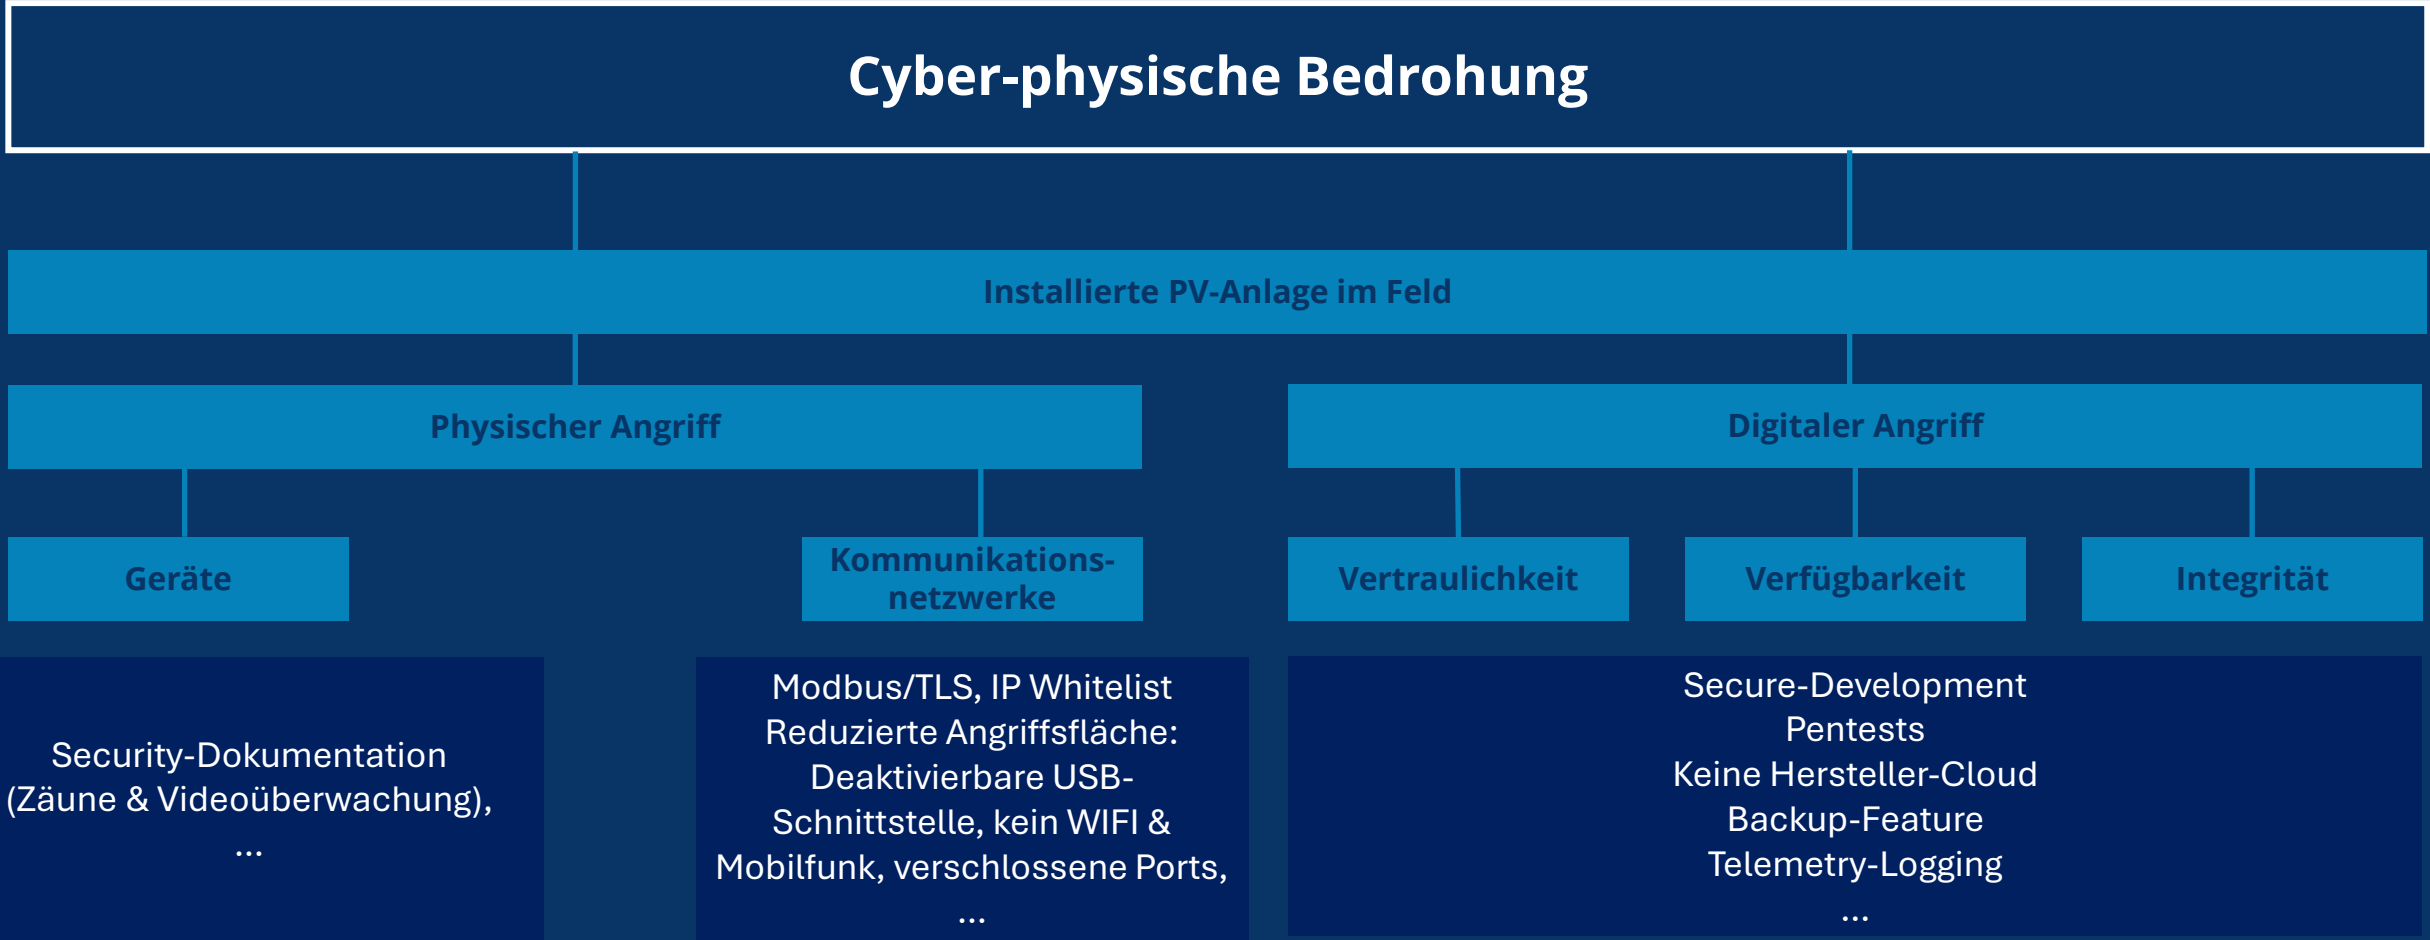 Cyber-physische Bedrohung
Installierte PV-Anlage im Feld
Physischer Angriff
Digitaler Angriff
Geräte
Kommunikations-
netzwerke
Vertraulichkeit
Verfügbarkeit
Integrität
Security-Dokumentation
(Zäune & Videoüberwachung),
...
Modbus/TLS, IP Whitelist
Reduzierte Angriffsfläche:
Deaktivierbare USB-
Schnittstelle, kein WIFI &
Mobilfunk, verschlossene Ports,
...
Secure-Development
Pentests
Keine Hersteller-Cloud
Backup-Feature
Telemetry-Logging
...